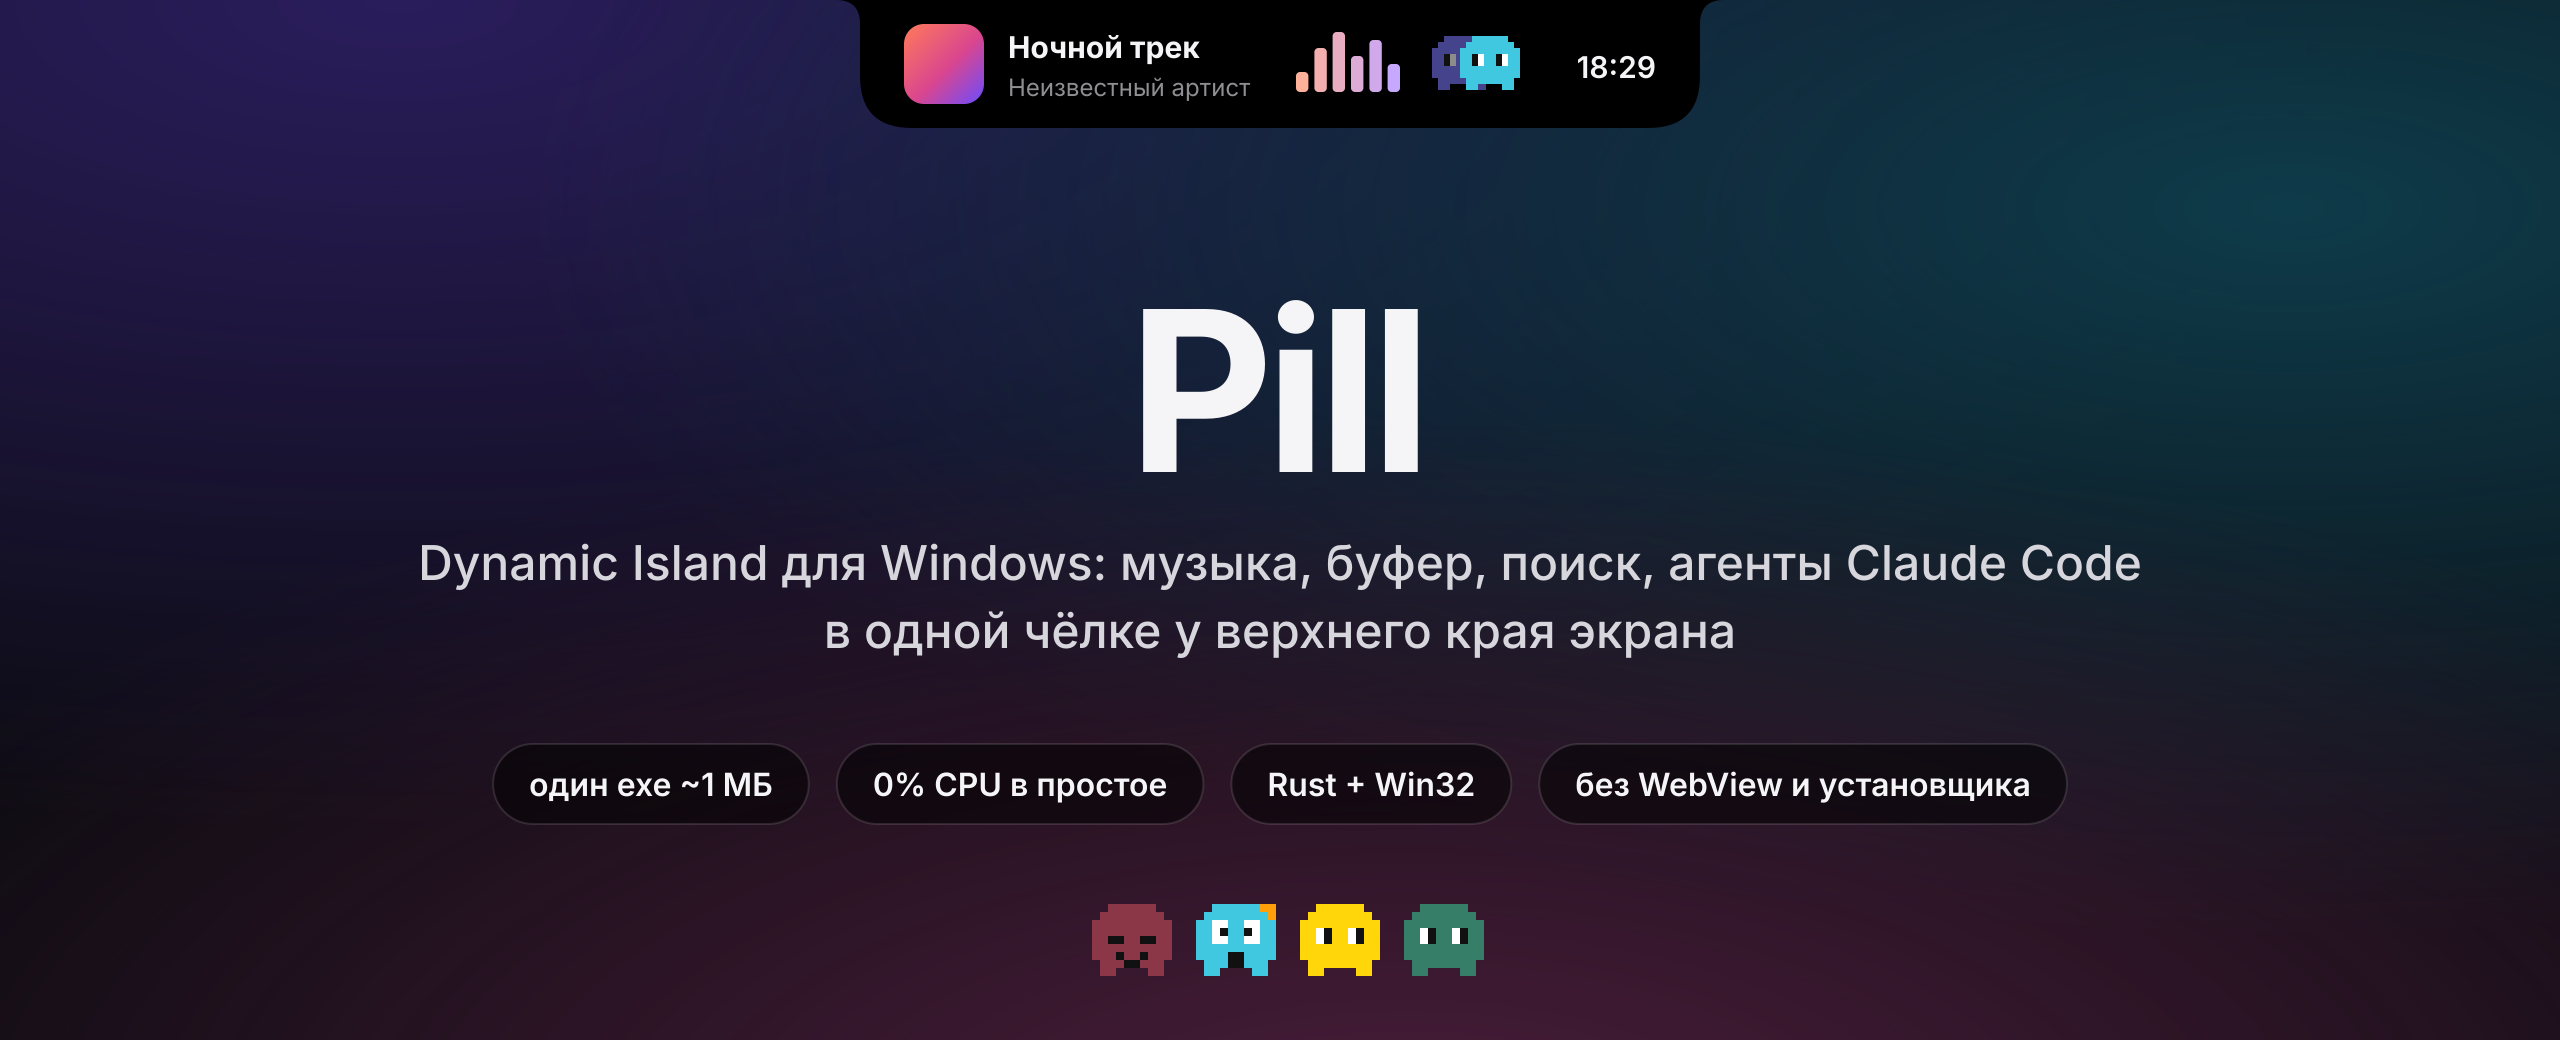 Ночной трек
Неизвестный артист
18:29
Pill
Dynamic Island для Windows: музыка, буфер, поиск, агенты Claude Code
в одной чёлке у верхнего края экрана
один exe ~1 МБ
0% CPU в простое
Rust + Win32
без WebView и установщика